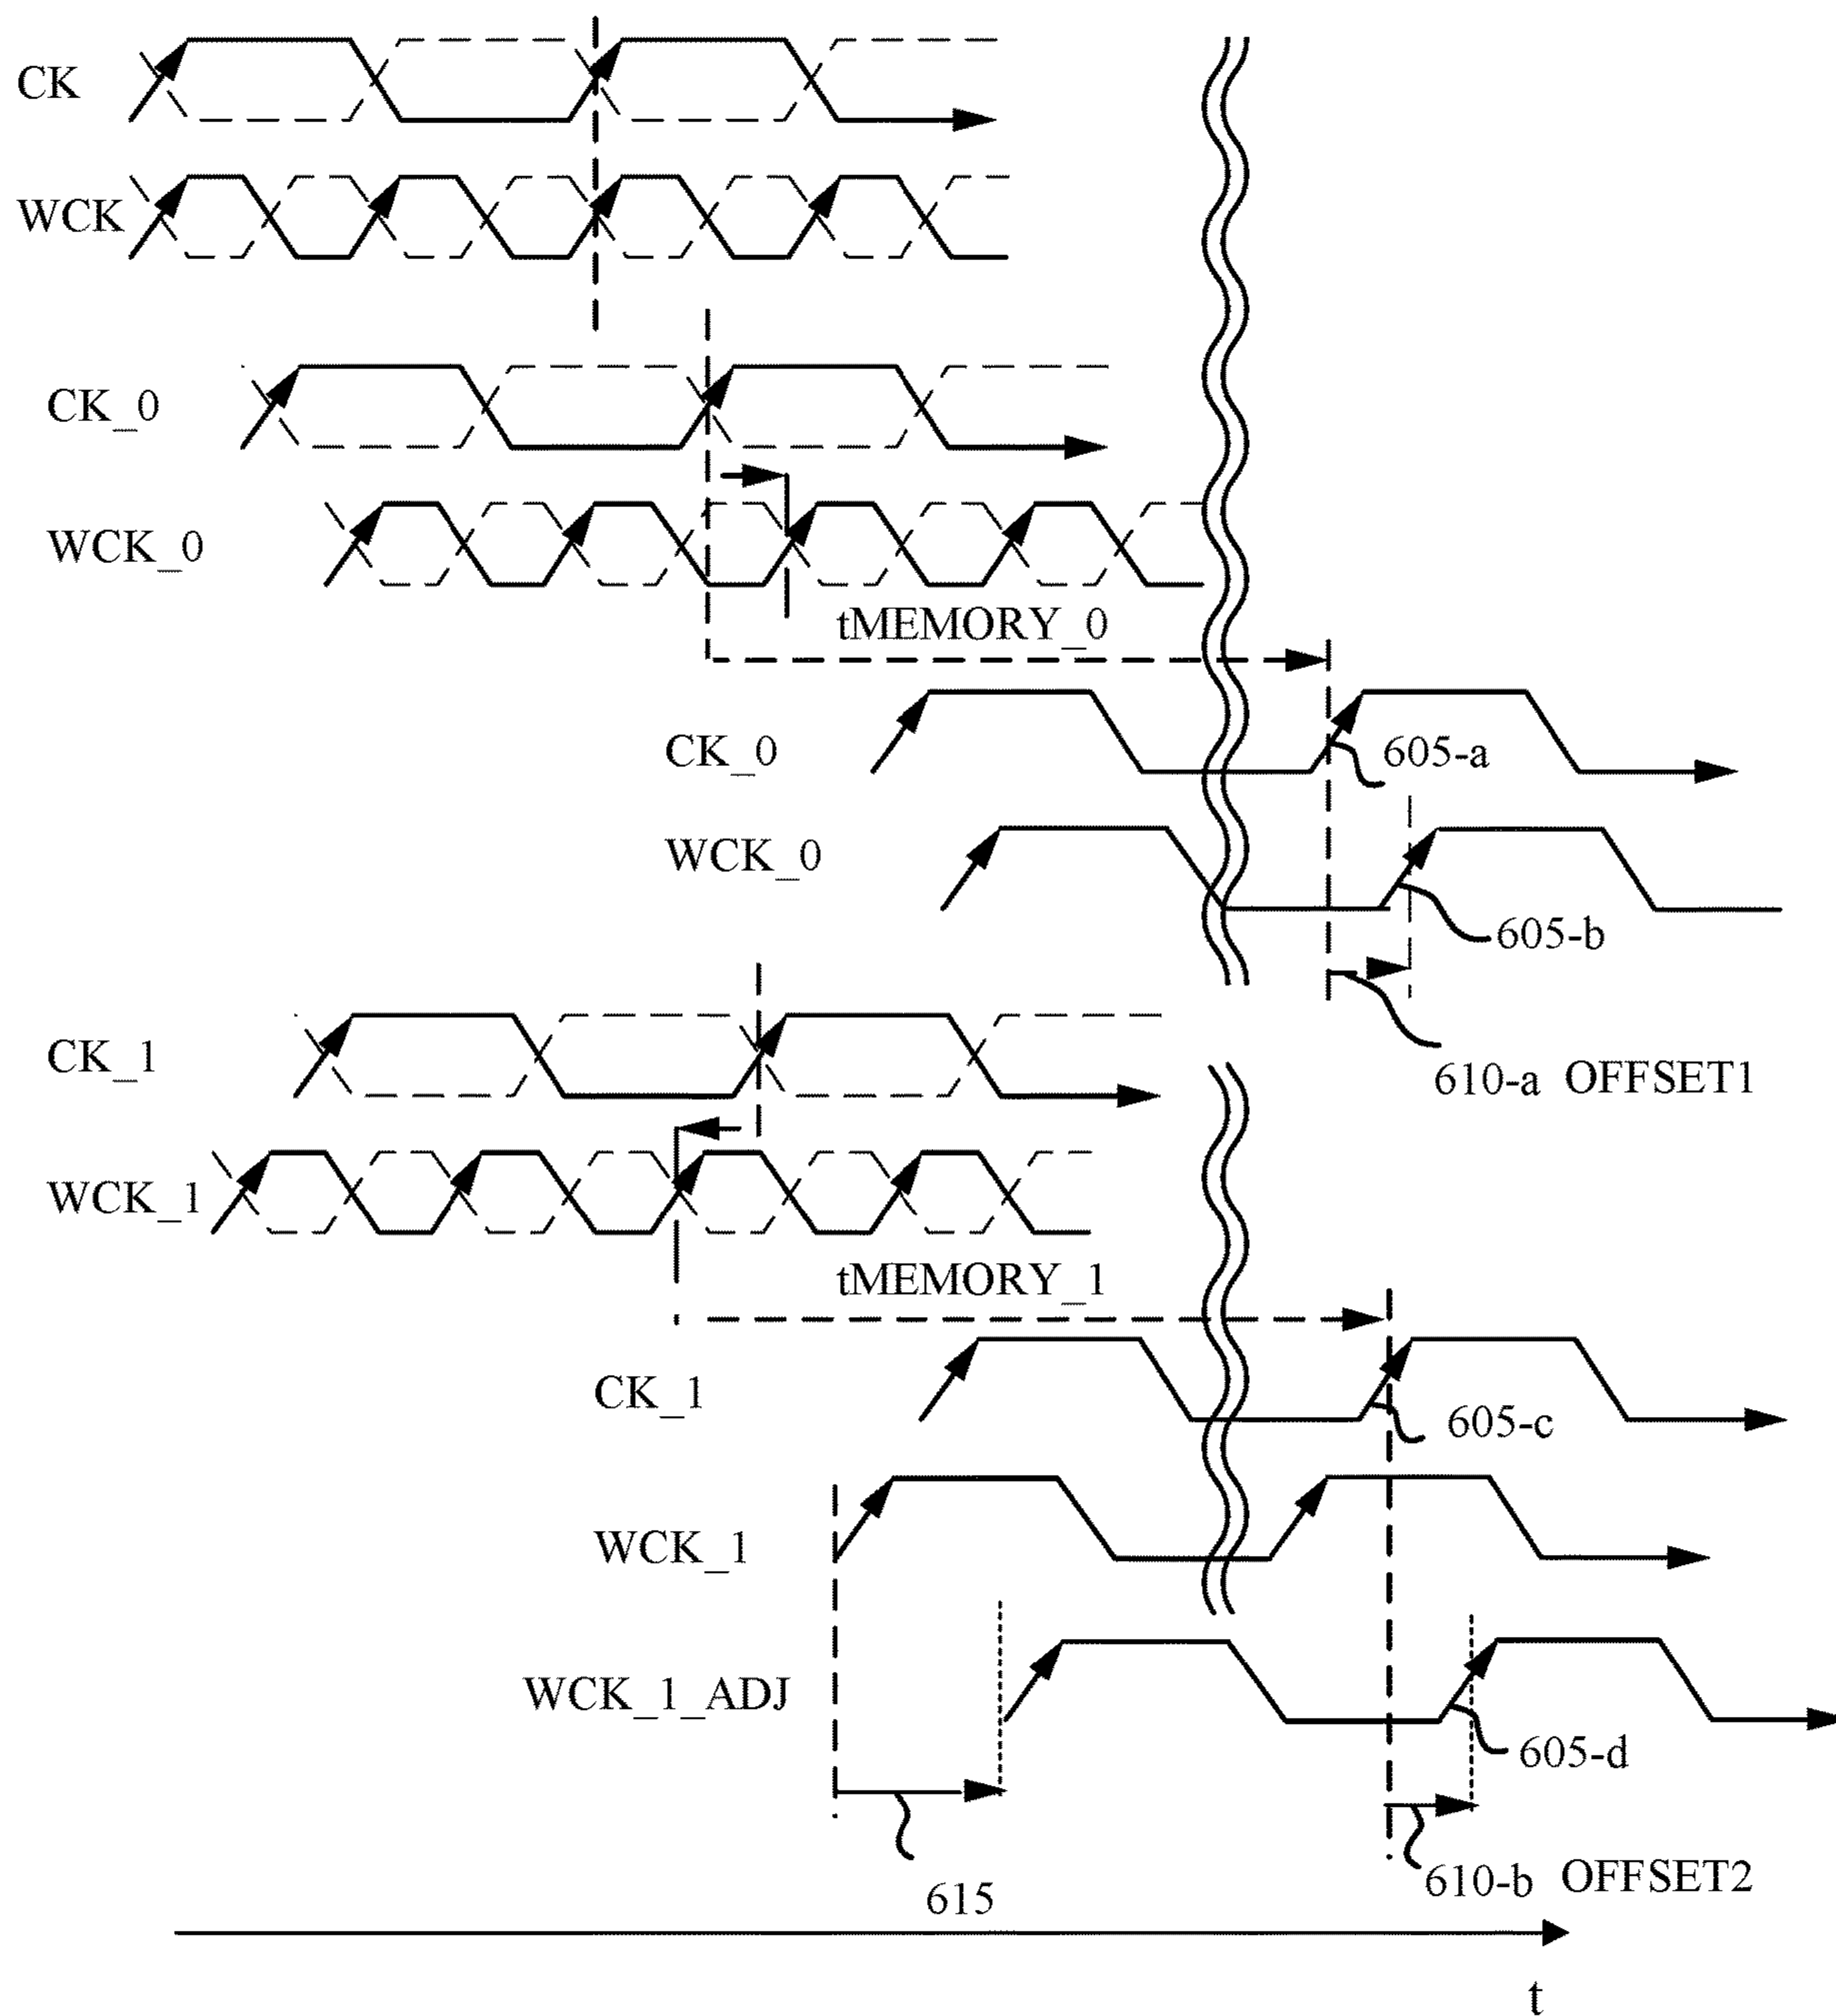 CK
WCK
CK_0
WCK_0
tMEMORY_0
CK_0
605-a
WCK_0
605-b
CK_1
610-a OFFSET1
WCK_1
tMEMORY_1
CK_1
605-c
WCK_1
WCK_1_ADJ
605-d
610-b OFFSET2
615
t